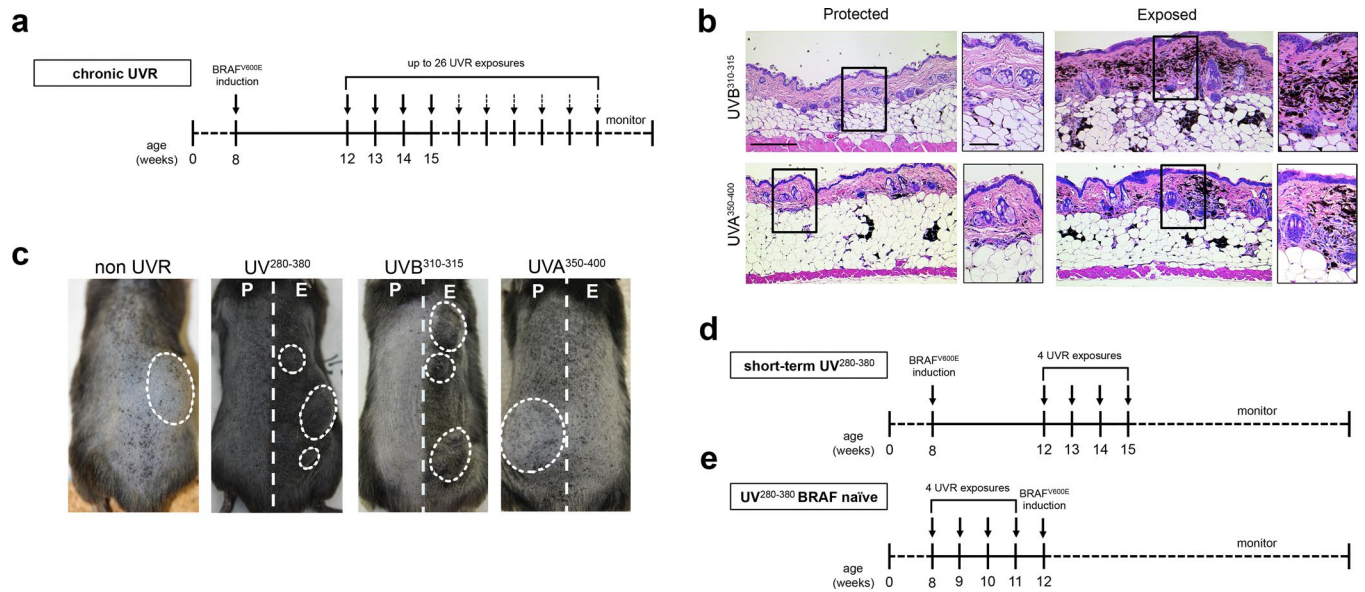 a
chronic UVR
BRAFV600E
induction
up to 26 UVR exposures
monitor
age
(weeks)
0 8 12 13 14 15
b
Protected Exposed
UVB310-315
UVA350-400
c
non UVR UV280-380 UVB310-315 UVA350-400
P E P E P E
d
short-term UV280-380
BRAFV600E
induction
4 UVR exposures
monitor
age
(weeks)
0 8 12 13 14 15
e
UV280-380 BRAF naïve
4 UVR exposures
BRAFV600E
induction
monitor
age
(weeks)
0 8 9 10 11 12